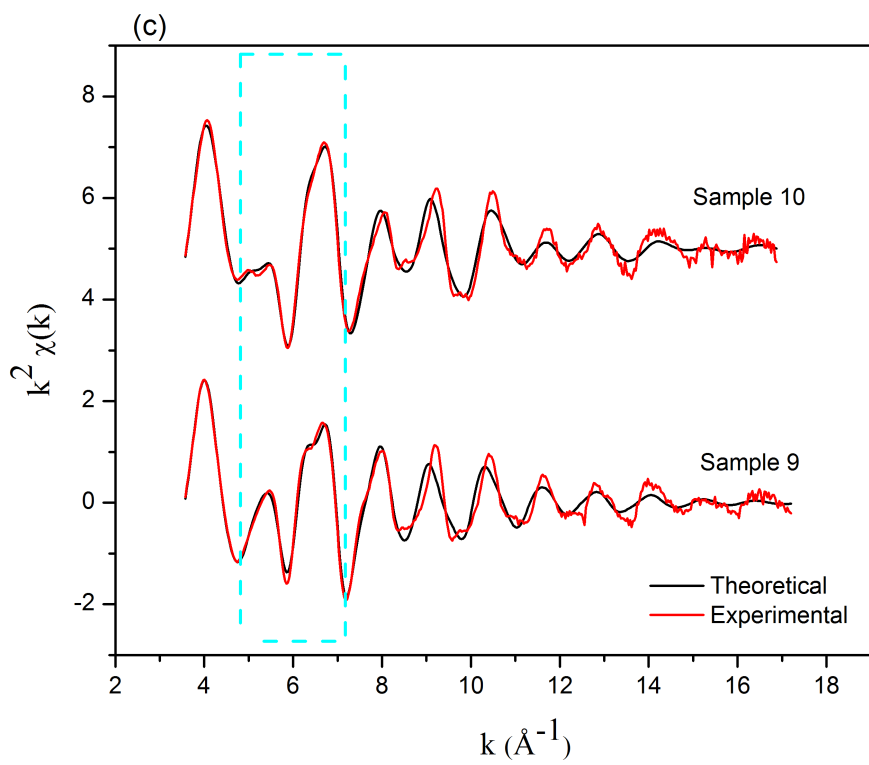 (c)
8
6
4
2
0
-2
k² χ(k)
Sample 10
Sample 9
Theoretical
Experimental
2 4 6 8 10 12 14 16 18
k (Å⁻¹)